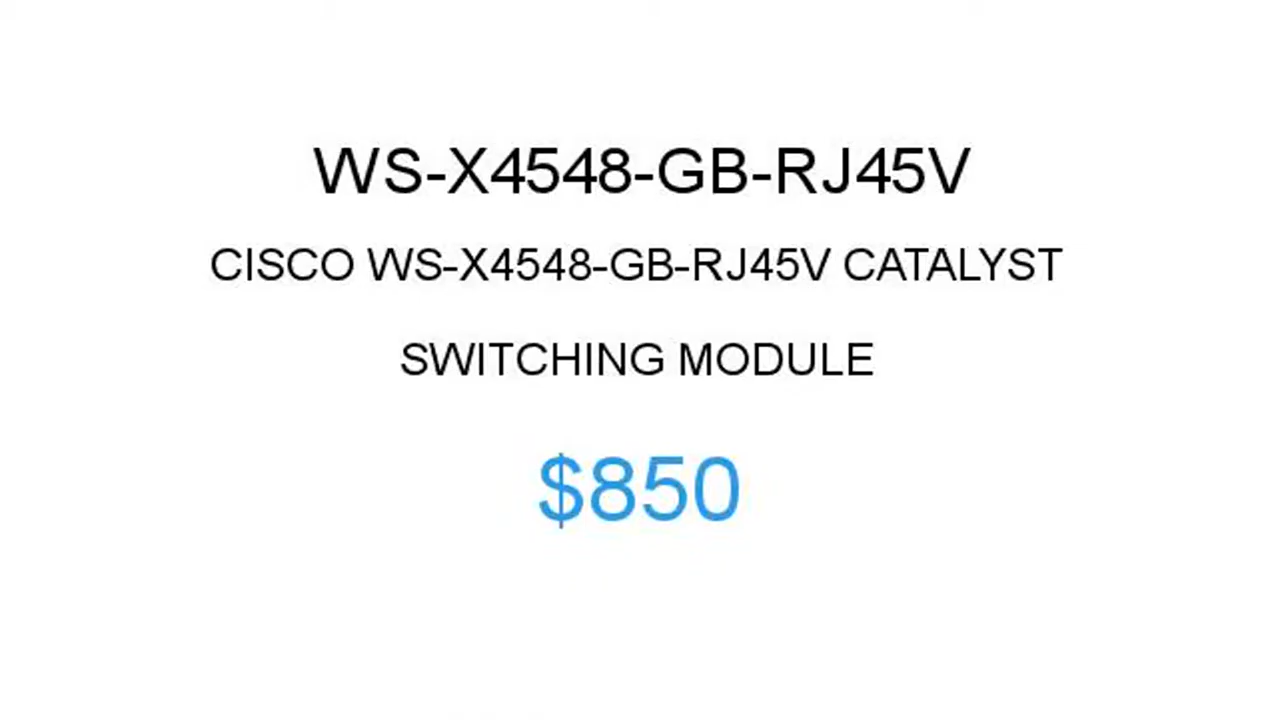 WS-X4548-GB-RJ45V
CISCO WS-X4548-GB-RJ45V CATALYST
SWITCHING MODULE
$850